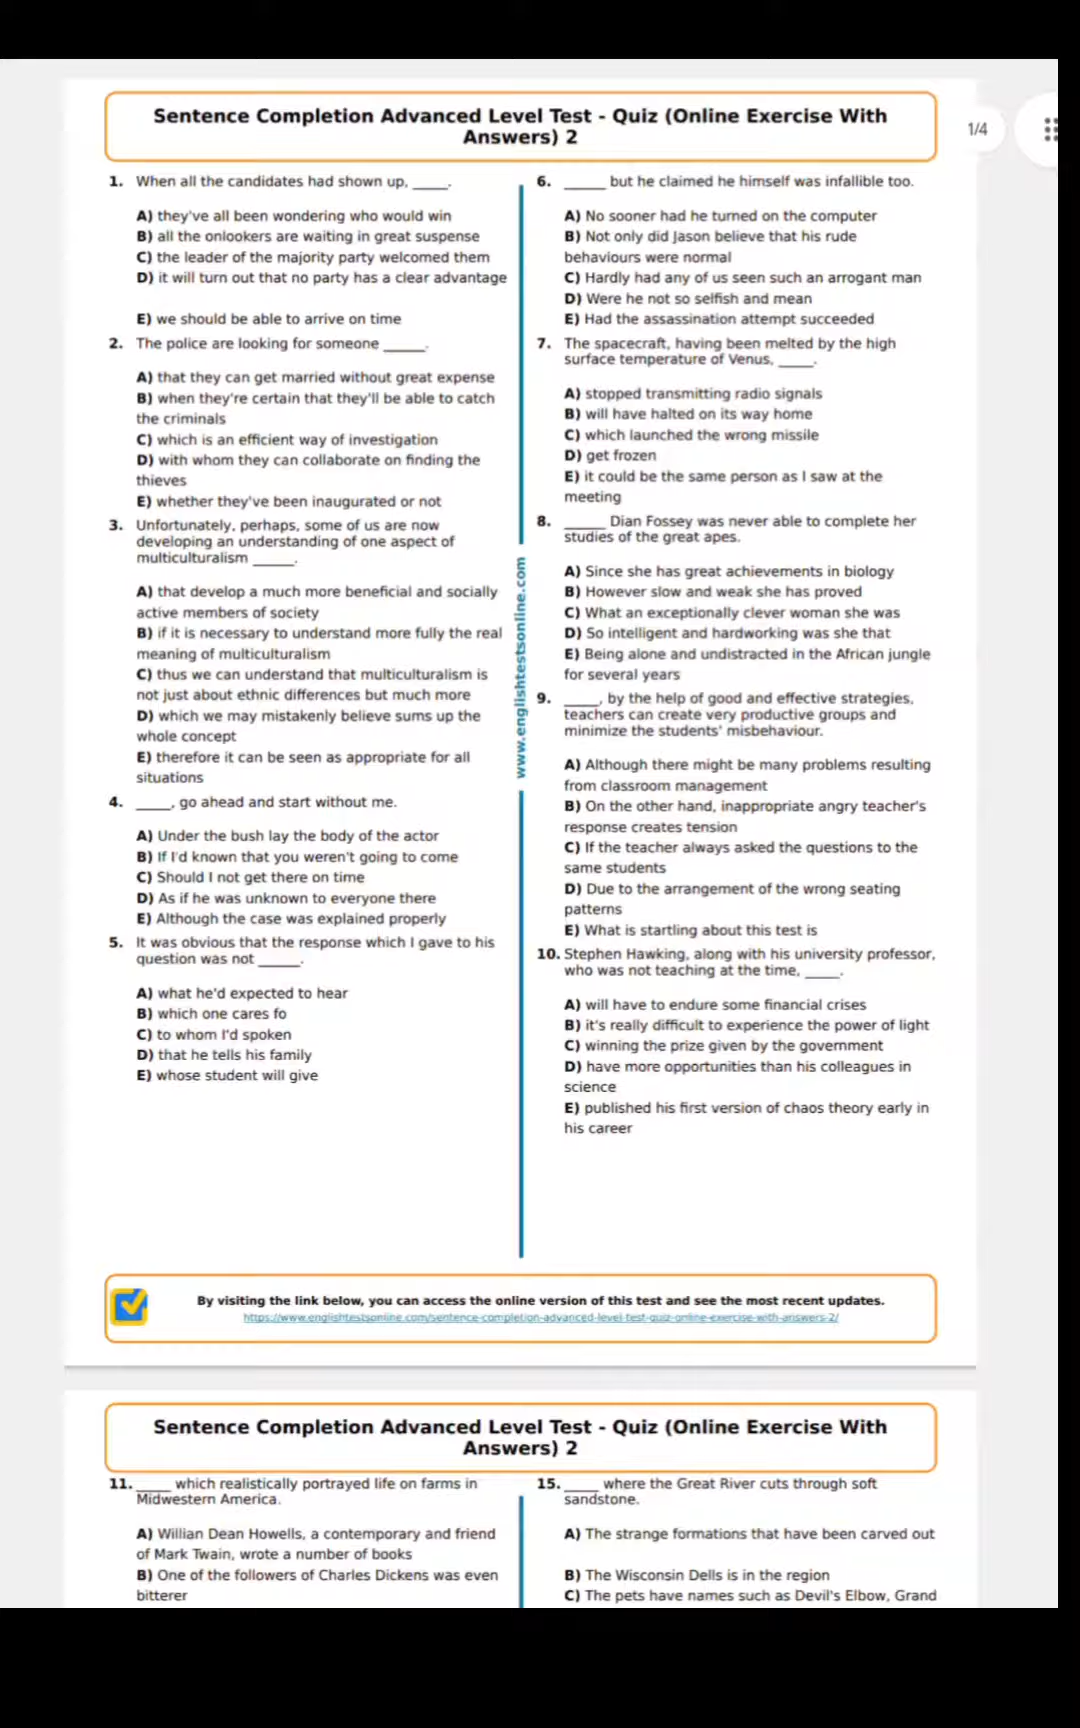 Sentence Completion Advanced Level Test - Quiz (Online Exercise With
Answers) 2
1/4
1. When all the candidates had shown up, _____.
A) they've all been wondering who would win
B) all the onlookers are waiting in great suspense
C) the leader of the majority party welcomed them
D) it will turn out that no party has a clear advantage
E) we should be able to arrive on time
2. The police are looking for someone ______.
A) that they can get married without great expense
B) when they're certain that they'll be able to catch
the criminals
C) which is an efficient way of investigation
D) with whom they can collaborate on finding the
thieves
E) whether they've been inaugurated or not
3. Unfortunately, perhaps, some of us are now
developing an understanding of one aspect of
multiculturalism ______.
A) that develop a much more beneficial and socially
active members of society
B) if it is necessary to understand more fully the real
meaning of multiculturalism
C) thus we can understand that multiculturalism is
not just about ethnic differences but much more
D) which we may mistakenly believe sums up the
whole concept
E) therefore it can be seen as appropriate for all
situations
4. _____, go ahead and start without me.
A) Under the bush lay the body of the actor
B) If I'd known that you weren't going to come
C) Should I not get there on time
D) As if he was unknown to everyone there
E) Although the case was explained properly
5. It was obvious that the response which I gave to his
question was not ______.
A) what he'd expected to hear
B) which one cares fo
C) to whom I'd spoken
D) that he tells his family
E) whose student will give
www.englishtestsonline.com
6. ______ but he claimed he himself was infallible too.
A) No sooner had he turned on the computer
B) Not only did Jason believe that his rude
behaviours were normal
C) Hardly had any of us seen such an arrogant man
D) Were he not so selfish and mean
E) Had the assassination attempt succeeded
7. The spacecraft, having been melted by the high
surface temperature of Venus, _____.
A) stopped transmitting radio signals
B) will have halted on its way home
C) which launched the wrong missile
D) get frozen
E) it could be the same person as I saw at the
meeting
8. ______ Dian Fossey was never able to complete her
studies of the great apes.
A) Since she has great achievements in biology
B) However slow and weak she has proved
C) What an exceptionally clever woman she was
D) So intelligent and hardworking was she that
E) Being alone and undistracted in the African jungle
for several years
9. _____, by the help of good and effective strategies,
teachers can create very productive groups and
minimize the students' misbehaviour.
A) Although there might be many problems resulting
from classroom management
B) On the other hand, inappropriate angry teacher's
response creates tension
C) If the teacher always asked the questions to the
same students
D) Due to the arrangement of the wrong seating
patterns
E) What is startling about this test is
10. Stephen Hawking, along with his university professor,
who was not teaching at the time, _____.
A) will have to endure some financial crises
B) it's really difficult to experience the power of light
C) winning the prize given by the government
D) have more opportunities than his colleagues in
science
E) published his first version of chaos theory early in
his career
By visiting the link below, you can access the online version of this test and see the most recent updates.
https://www.englishtestsonline.com/sentence-completion-advanced-level-test-quiz-online-exercise-with-answers-2/
Sentence Completion Advanced Level Test - Quiz (Online Exercise With
Answers) 2
11. _____ which realistically portrayed life on farms in
Midwestern America.
A) Willian Dean Howells, a contemporary and friend
of Mark Twain, wrote a number of books
B) One of the followers of Charles Dickens was even
bitterer
15. _____ where the Great River cuts through soft
sandstone.
A) The strange formations that have been carved out
B) The Wisconsin Dells is in the region
C) The pets have names such as Devil's Elbow, Grand